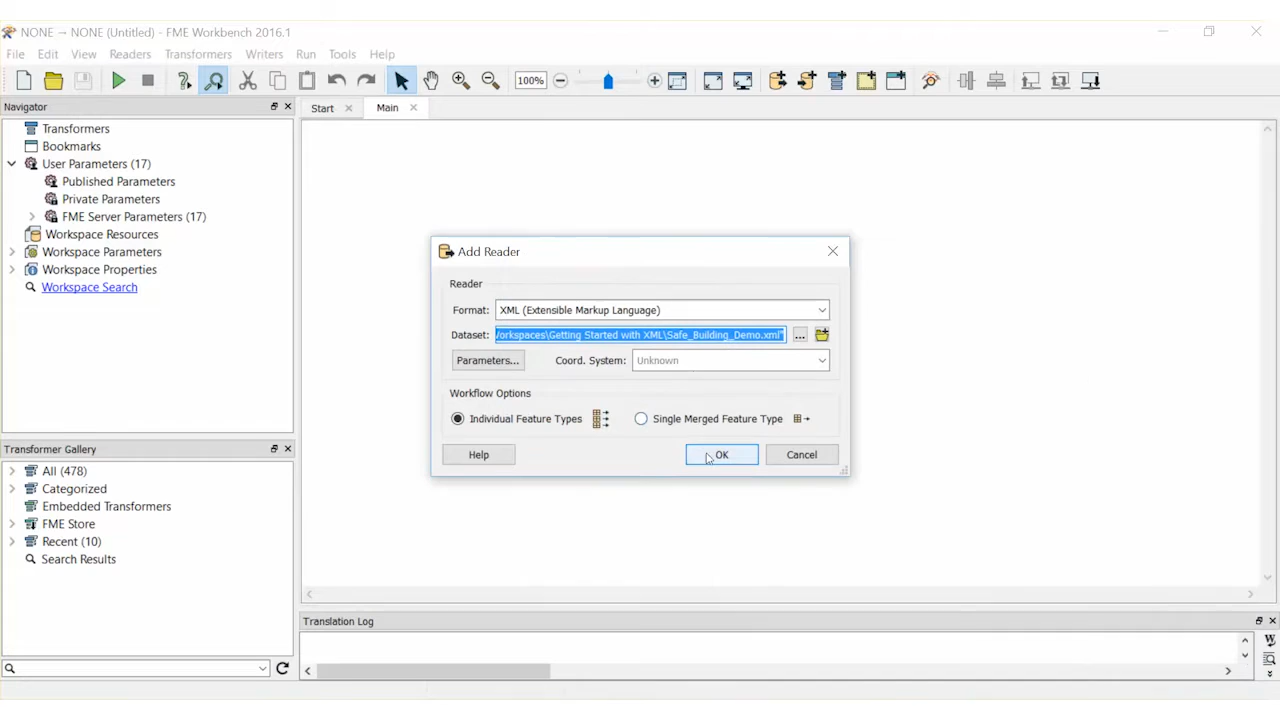 NONE → NONE (Untitled) - FME Workbench 2016.1
File Edit View Readers Transformers Writers Run Tools Help
100%
Navigator
Start
Main
Transformers
Bookmarks
User Parameters (17)
Published Parameters
Private Parameters
FME Server Parameters (17)
Workspace Resources
Workspace Parameters
Workspace Properties
Workspace Search
Add Reader
Reader
Format: XML (Extensible Markup Language)
Dataset: Workspaces\Getting Started with XML\Safe_Building_Demo.xml"
Parameters... Coord. System: Unknown
Workflow Options
Individual Feature Types Single Merged Feature Type
Help OK Cancel
Transformer Gallery
All (478)
Categorized
Embedded Transformers
FME Store
Recent (10)
Search Results
Translation Log